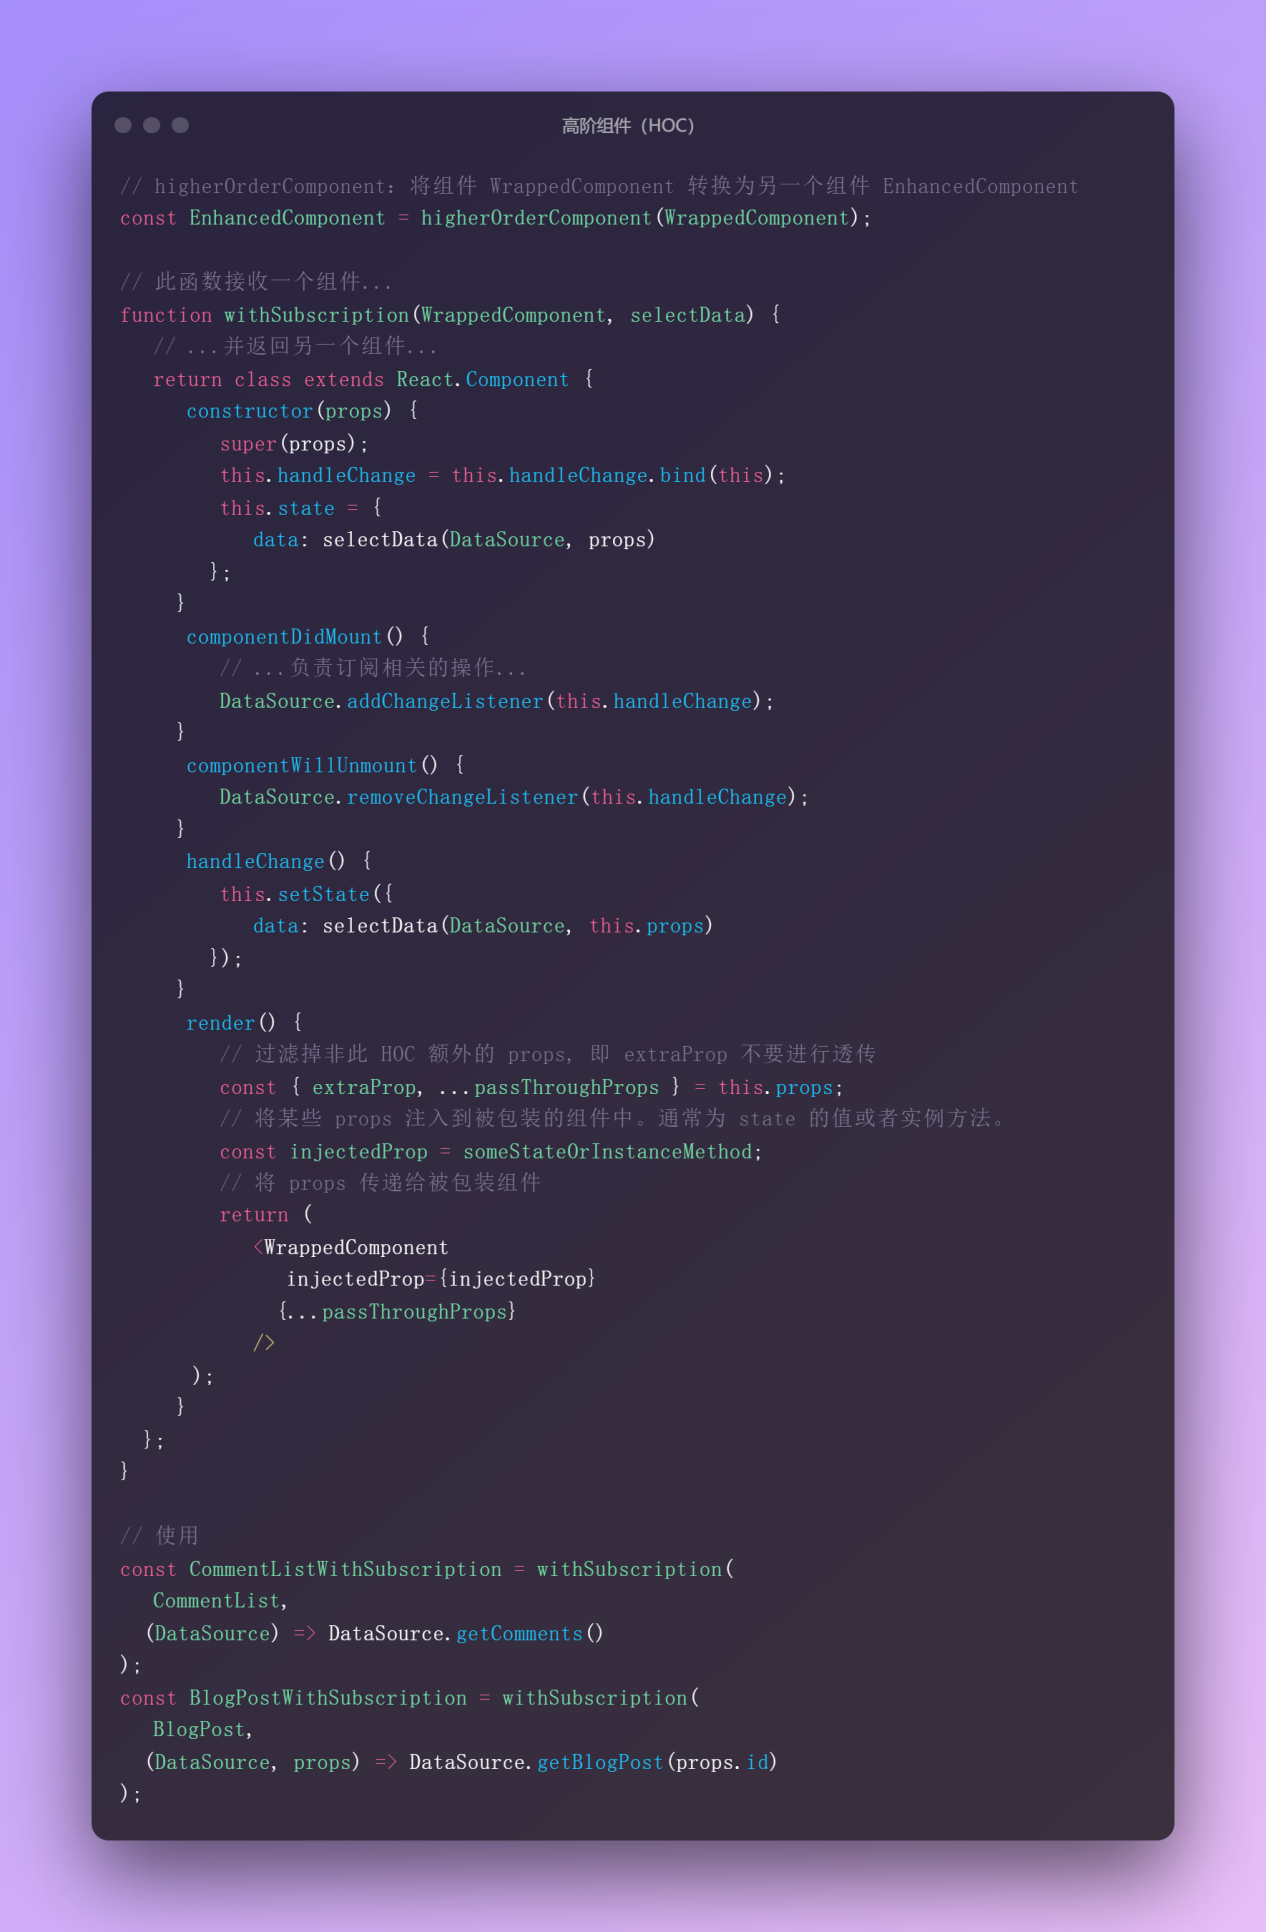 高阶组件（HOC）
// higherOrderComponent: 将组件 WrappedComponent 转换为另一个组件 EnhancedComponent
const EnhancedComponent = higherOrderComponent(WrappedComponent);
// 此函数接收一个组件...
function withSubscription(WrappedComponent, selectData) {
// ...并返回另一个组件...
return class extends React.Component {
constructor(props) {
super(props);
this.handleChange = this.handleChange.bind(this);
this.state = {
data: selectData(DataSource, props)
};
}
componentDidMount() {
// ...负责订阅相关的操作...
DataSource.addChangeListener(this.handleChange);
}
componentWillUnmount() {
DataSource.removeChangeListener(this.handleChange);
}
handleChange() {
this.setState({
data: selectData(DataSource, this.props)
});
}
render() {
// 过滤掉非此 HOC 额外的 props, 即 extraProp 不要进行透传
const { extraProp, ...passThroughProps } = this.props;
// 将某些 props 注入到被包装的组件中。通常为 state 的值或者实例方法。
const injectedProp = someStateOrInstanceMethod;
// 将 props 传递给被包装组件
return (
<WrappedComponent
injectedProp={injectedProp}
{...passThroughProps}
/>
);
}
};
}
// 使用
const CommentListWithSubscription = withSubscription(
CommentList,
(DataSource) => DataSource.getComments()
);
const BlogPostWithSubscription = withSubscription(
BlogPost,
(DataSource, props) => DataSource.getBlogPost(props.id)
);